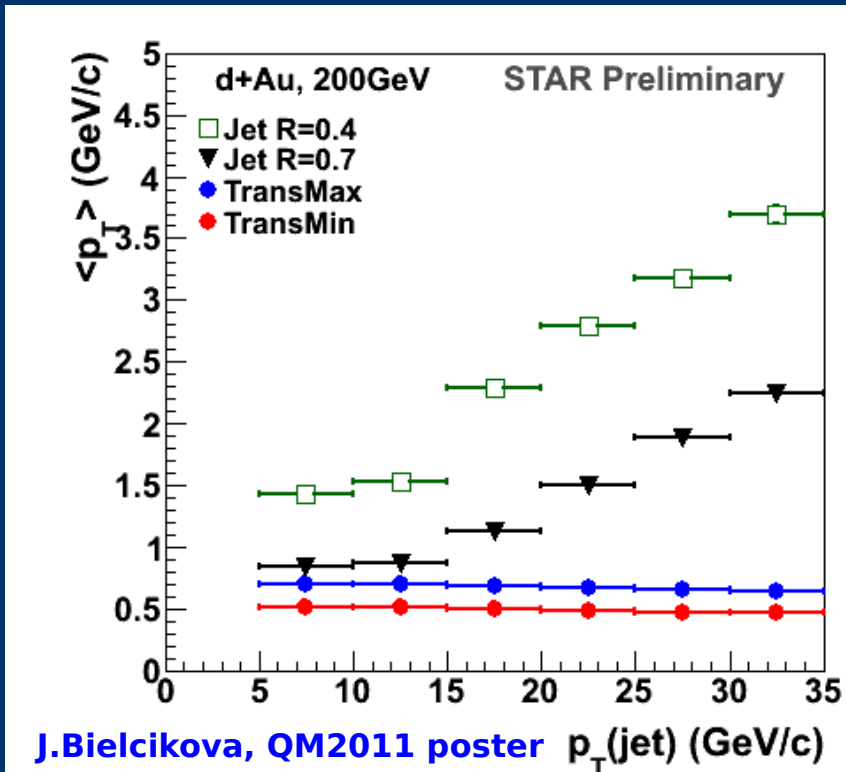 d+Au, 200GeV STAR Preliminary
Jet R=0.4
Jet R=0.7
TransMax
TransMin
<p_T> (GeV/c)
5
4.5
4
3.5
3
2.5
2
1.5
1
0.5
0
0 5 10 15 20 25 30 35
J.Bielcikova, QM2011 poster p_T(jet) (GeV/c)